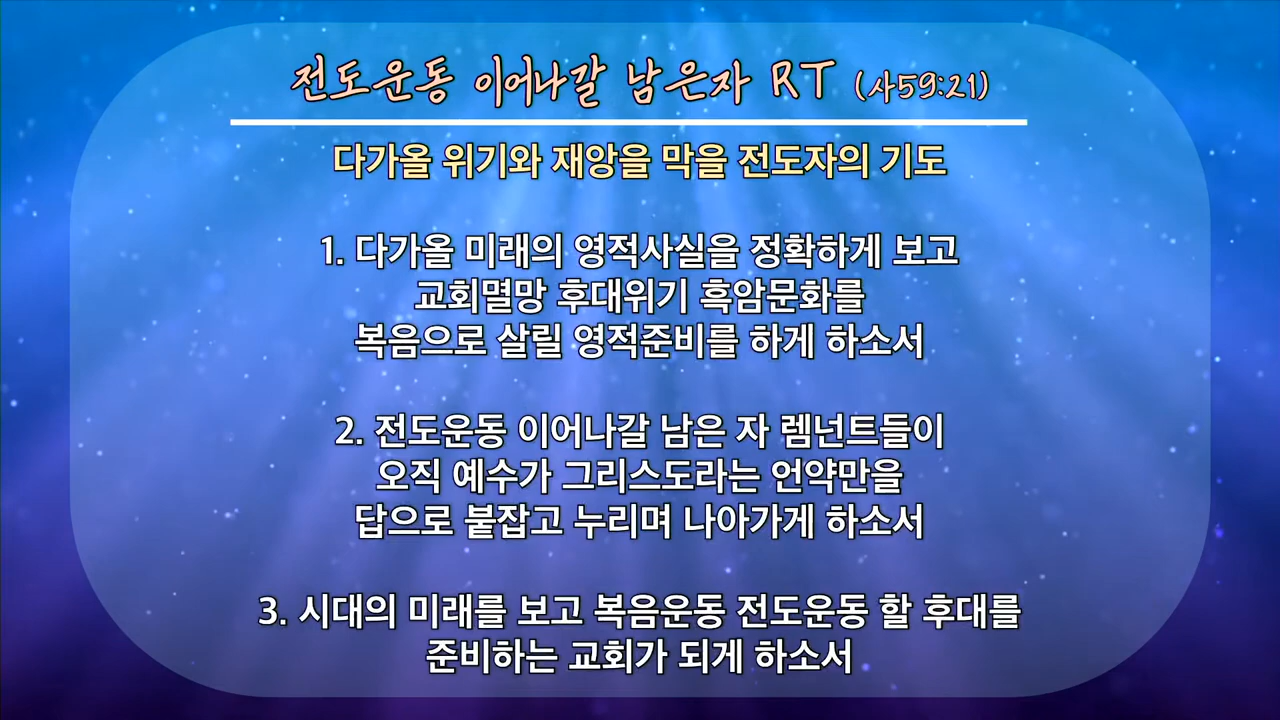 전도운동 이어나갈 남은자 RT (사59:21)
다가올 위기와 재앙을 막을 전도자의 기도
1. 다가올 미래의 영적사실을 정확하게 보고
교회멸망 후대위기 흑암문화를
복음으로 살릴 영적준비를 하게 하소서
2. 전도운동 이어나갈 남은 자 렘넌트들이
오직 예수가 그리스도라는 언약만을
답으로 붙잡고 누리며 나아가게 하소서
3. 시대의 미래를 보고 복음운동 전도운동 할 후대를
준비하는 교회가 되게 하소서